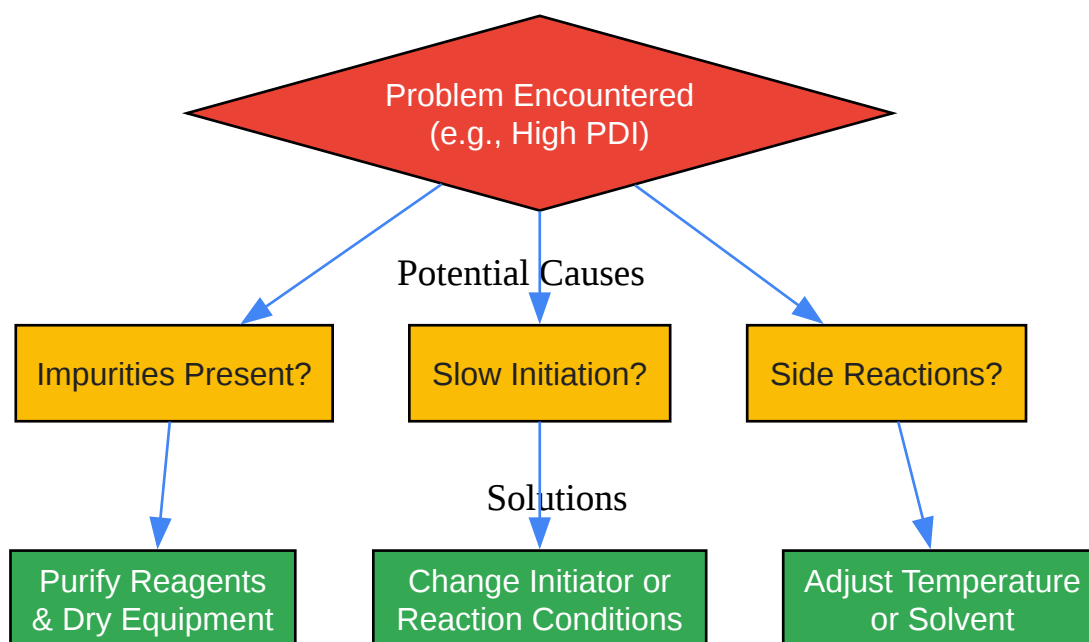 Problem Encountered
(e.g., High PDI)
Potential Causes
Impurities Present?
Slow Initiation?
Side Reactions?
Solutions
Purify Reagents
& Dry Equipment
Change Initiator or
Reaction Conditions
Adjust Temperature
or Solvent